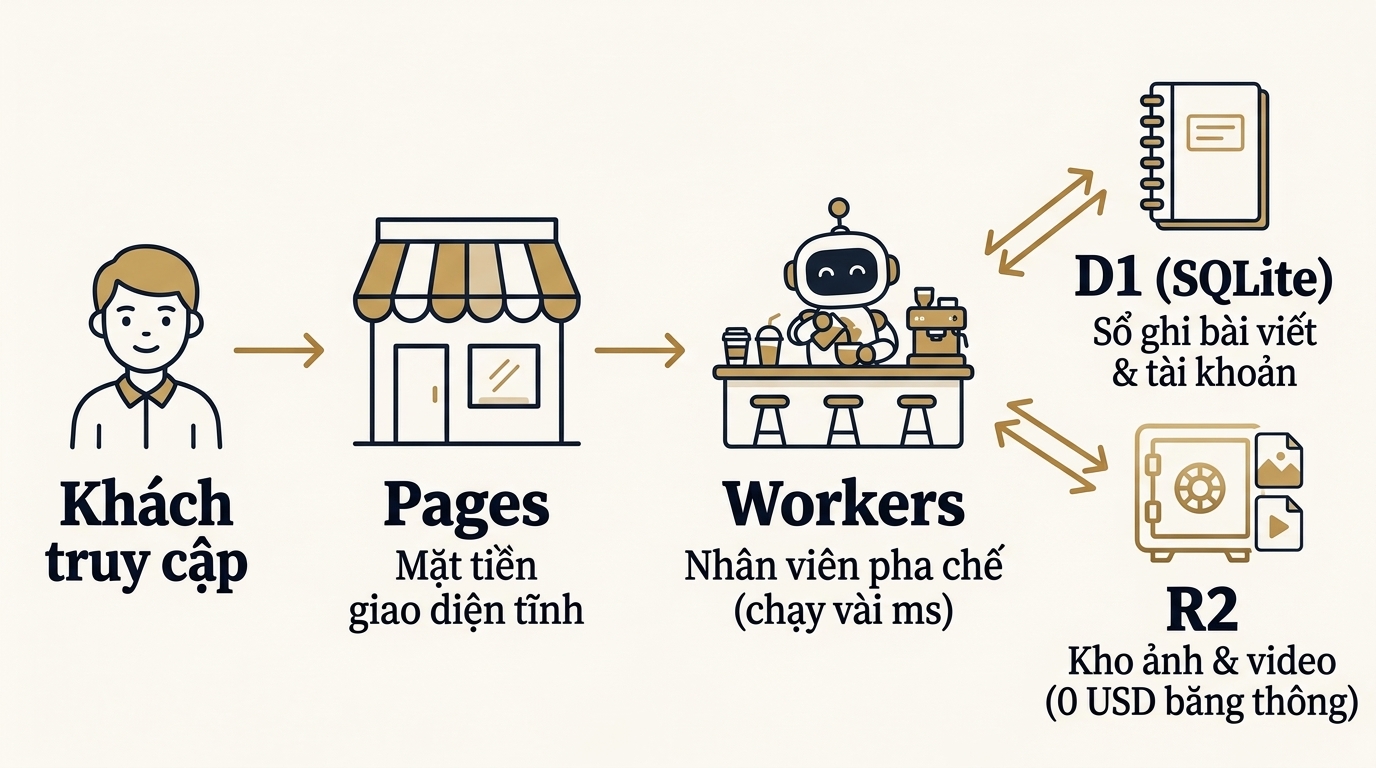 Khách
truy cập
Pages
Mặt tiền
giao diện tĩnh
Workers
Nhân viên pha chế
(chạy vài ms)
D1 (SQLite)
Sổ ghi bài viết
& tài khoản
R2
Kho ảnh & video
(0 USD băng thông)